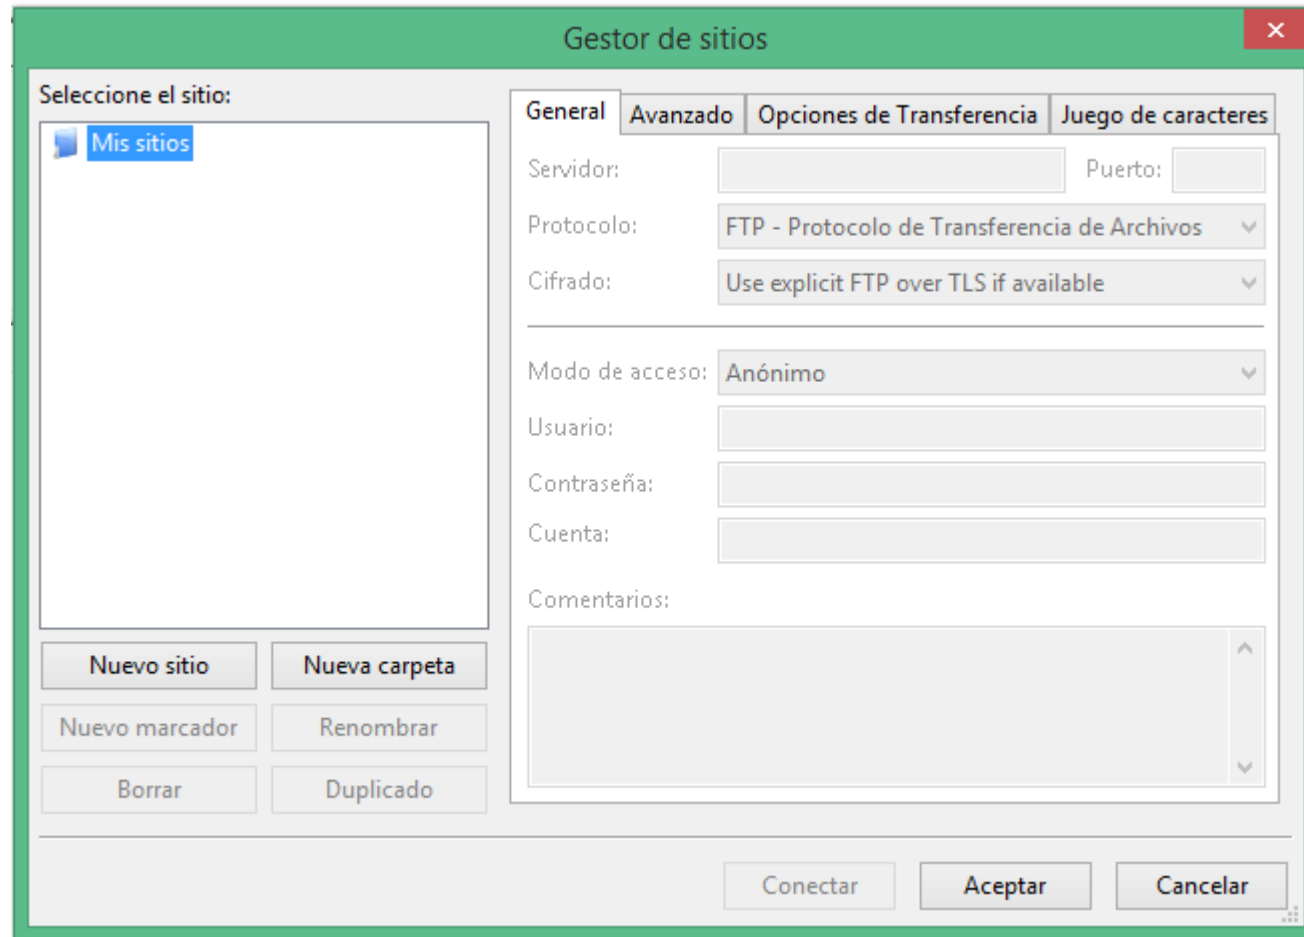 Gestor de sitios
Seleccione el sitio:
Mis sitios
Nuevo sitio
Nueva carpeta
Nuevo marcador
Renombrar
Borrar
Duplicado
General
Avanzado
Opciones de Transferencia
Juego de caracteres
Servidor:
Puerto:
Protocolo:
FTP - Protocolo de Transferencia de Archivos
Cifrado:
Use explicit FTP over TLS if available
Modo de acceso:
Anónimo
Usuario:
Contraseña:
Cuenta:
Comentarios:
Conectar
Aceptar
Cancelar